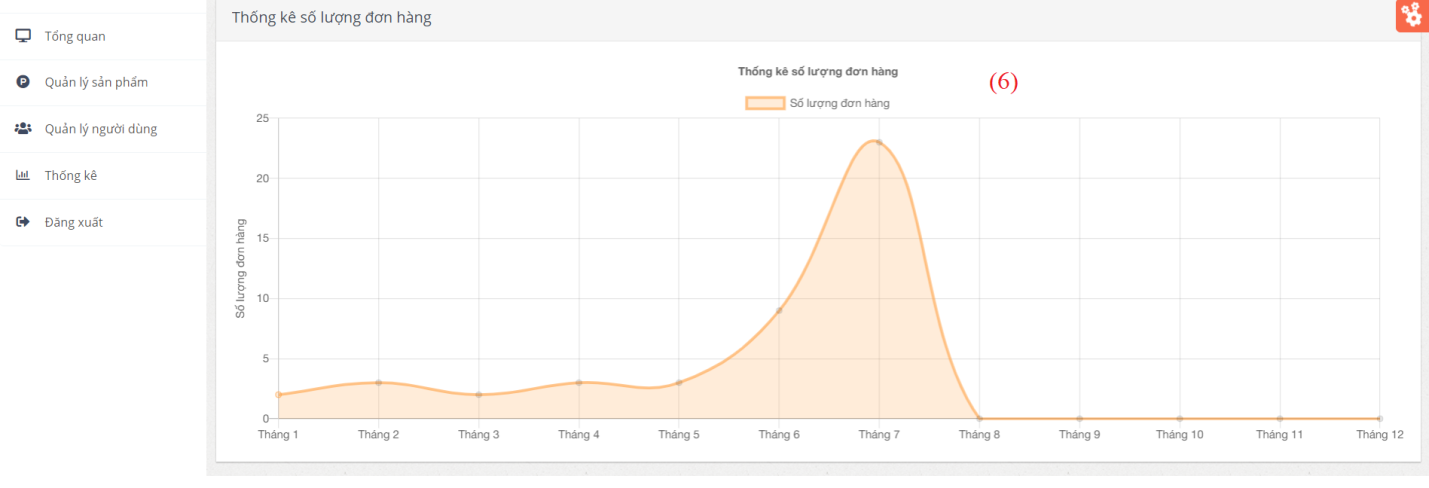 Thống kê số lượng đơn hàng
Tổng quan
Quản lý sản phẩm
Quản lý người dùng
Thống kê
Đăng xuất
Thống kê số lượng đơn hàng
(6)
Số lượng đơn hàng
Số lượng đơn hàng
25
20
15
10
5
0
Tháng 1 Tháng 2 Tháng 3 Tháng 4 Tháng 5 Tháng 6 Tháng 7 Tháng 8 Tháng 9 Tháng 10 Tháng 11 Tháng 12